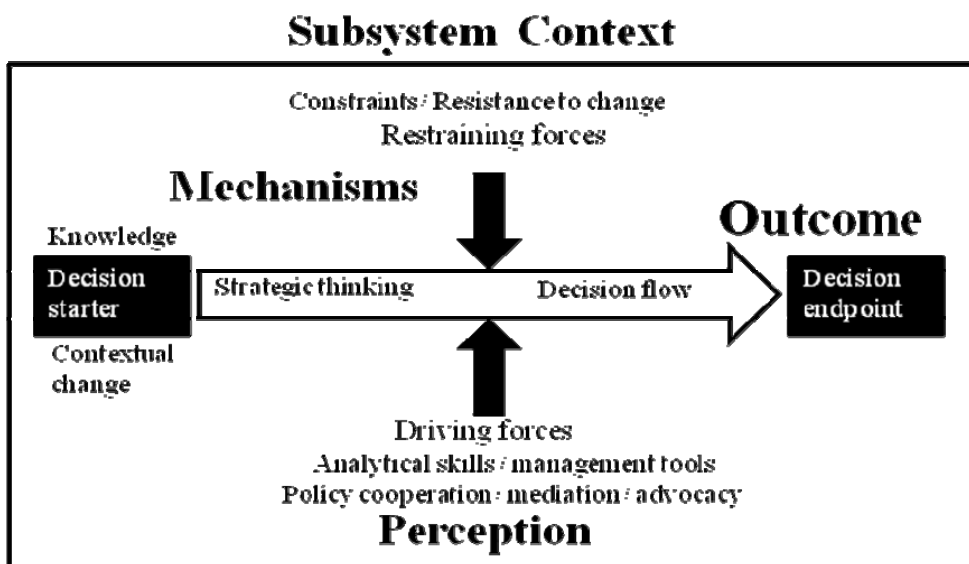 Subsystem Context
Constraints / Resistance to change
Restraining forces
Mechanisms
Outcome
Knowledge
Decision
starter
Strategic thinking
Decision flow
Decision
endpoint
Contextual
change
Driving forces
Analytical skills / management tools
Policy cooperation / mediation / advocacy
Perception